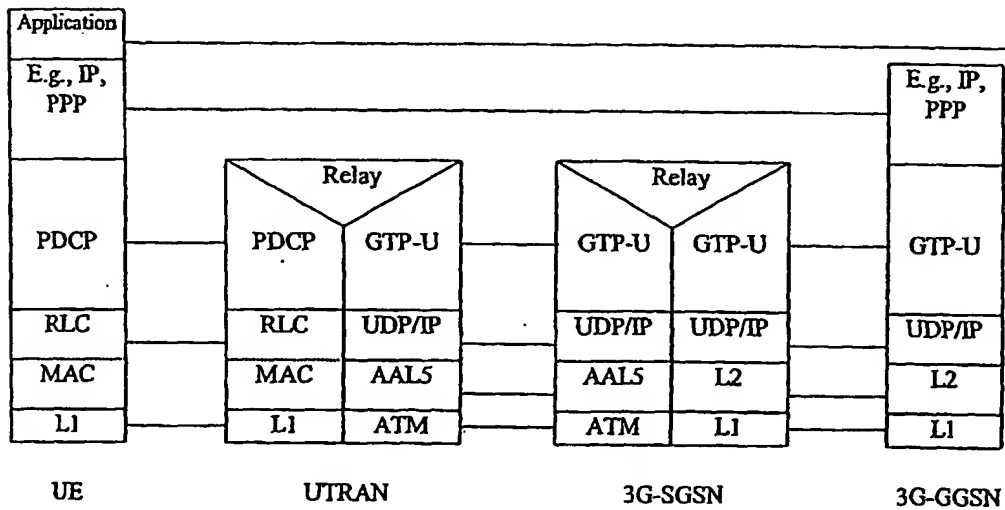 Application
E.g., IP,
PPP
E.g., IP,
PPP
Relay
Relay
PDCP
PDCP
GTP-U
GTP-U
GTP-U
GTP-U
RLC
RLC
UDP/IP
UDP/IP
UDP/IP
UDP/IP
MAC
MAC
AAL5
AAL5
L2
L2
L1
L1
ATM
ATM
L1
L1
UE
UTRAN
3G-SGSN
3G-GGSN